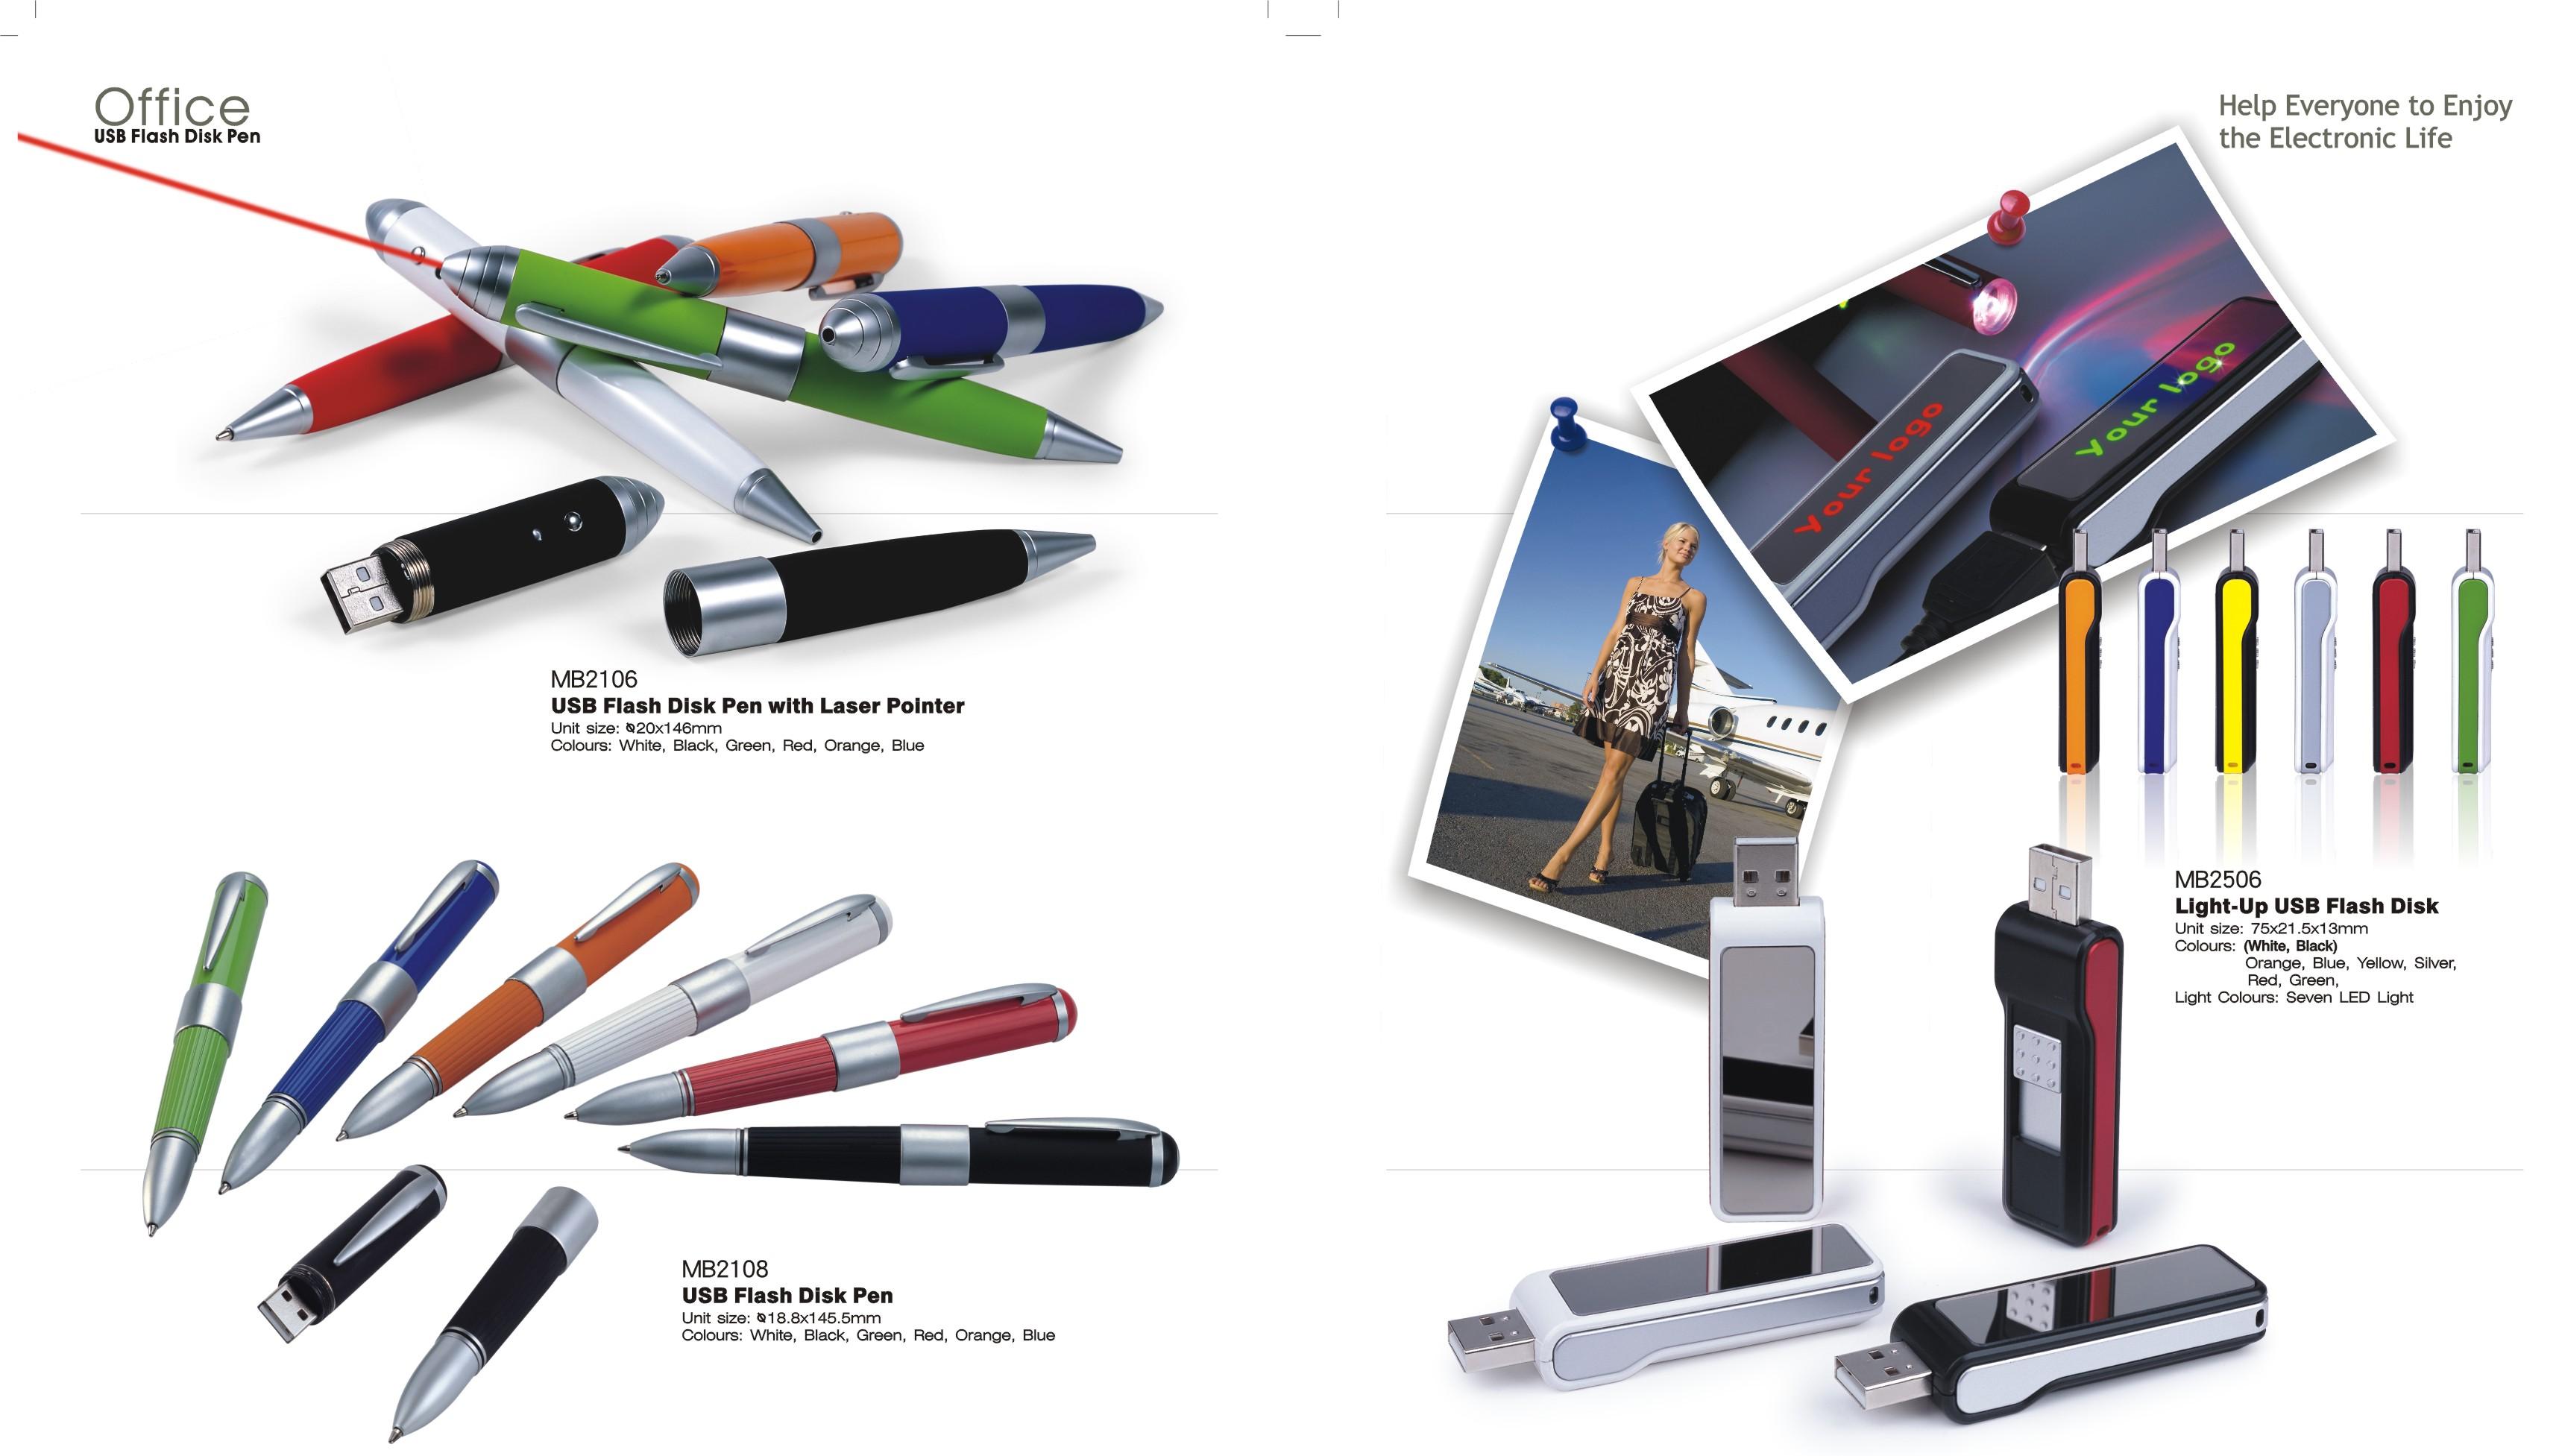 Office
USB Flash Disk Pen
MB2106
USB Flash Disk Pen with Laser Pointer
Unit size: ⌀20x146mm
Colours: White, Black, Green, Red, Orange, Blue
MB2108
USB Flash Disk Pen
Unit size: ⌀18.8x145.5mm
Colours: White, Black, Green, Red, Orange, Blue
Help Everyone to Enjoy
the Electronic Life
Your logo
Your logo
MB2506
Light-Up USB Flash Disk
Unit size: 75x21.5x13mm
Colours: (White, Black)
Orange, Blue, Yellow, Silver,
Red, Green,
Light Colours: Seven LED Light